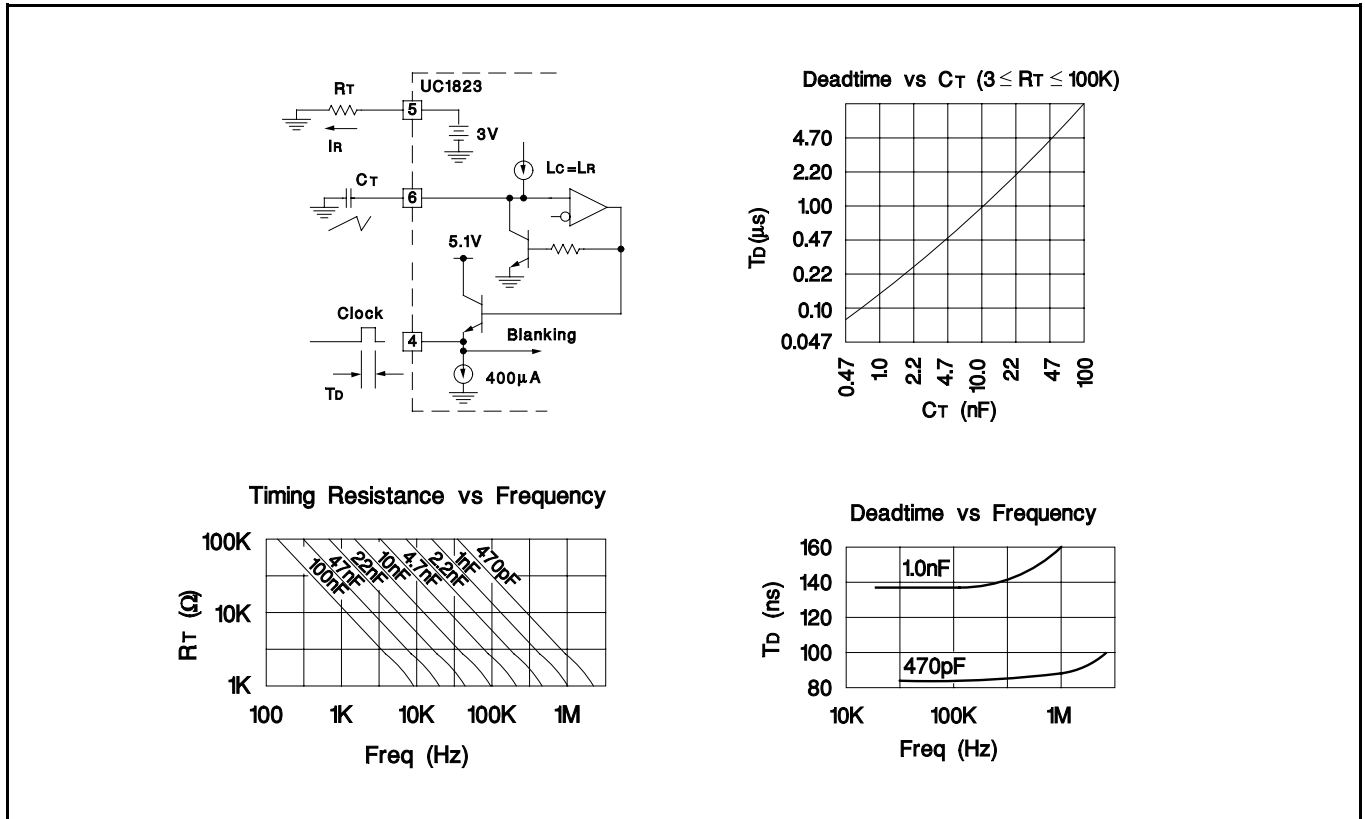 UC1823
RT
5
3V
IR
LC=LR
CT
6
5.1V
Clock
4
Blanking
400µA
TD
Deadtime vs CT (3 ≤ RT ≤ 100K)
TD (µs)
4.70
2.20
1.00
0.47
0.22
0.10
0.047
0.47
1.0
2.2
4.7
10.0
22
47
100
CT (nF)
Timing Resistance vs Frequency
RT (Ω)
100K
10K
1K
100nF
47nF
22nF
10nF
4.7nF
2.2nF
1nF
470pF
100 1K 10K 100K 1M
Freq (Hz)
Deadtime vs Frequency
TD (ns)
160
140
120
100
80
1.0nF
470pF
10K 100K 1M
Freq (Hz)